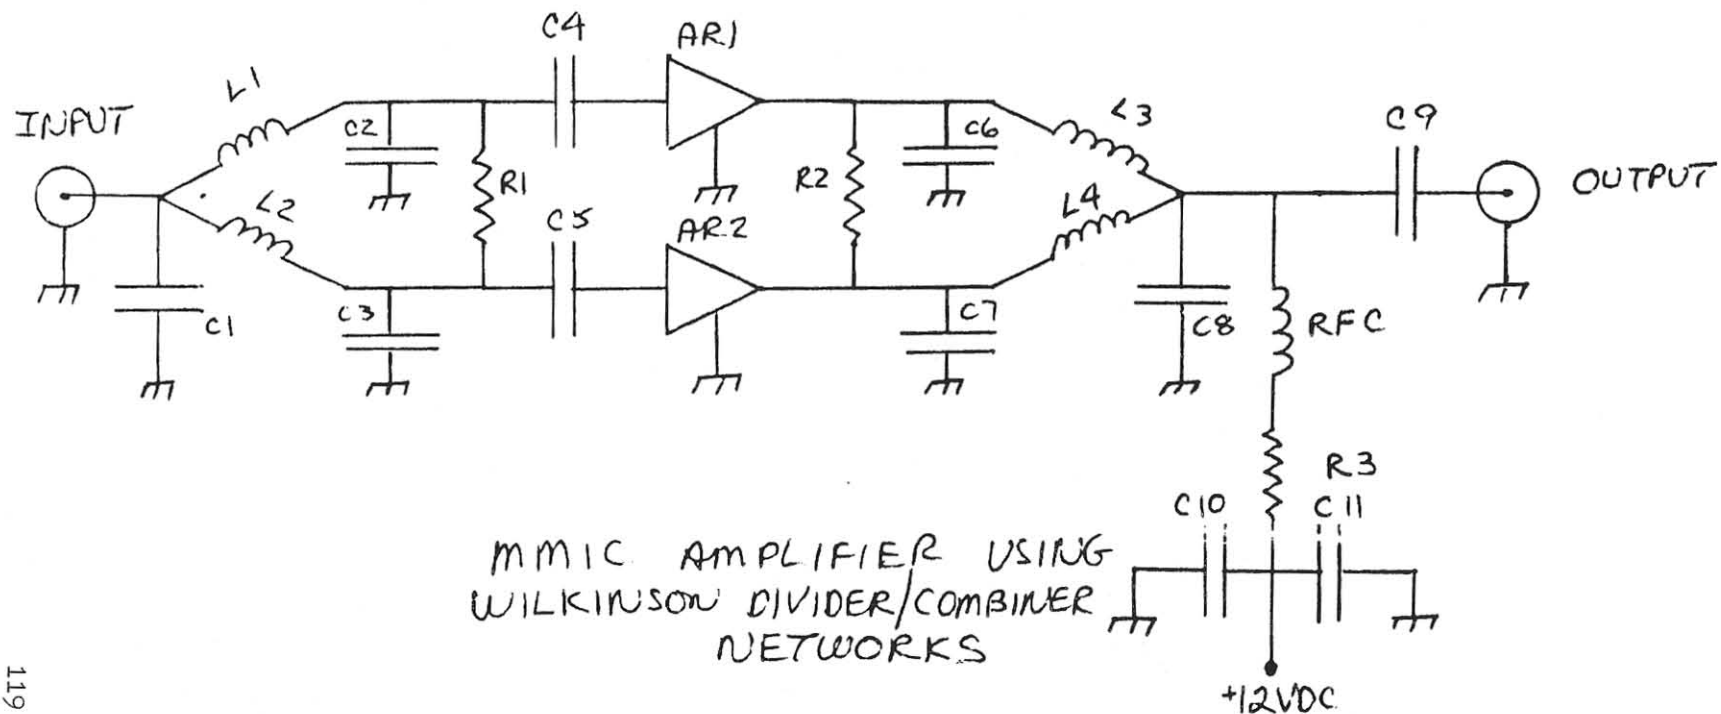 C4
AR1
L1
INPUT
C2
C6
L3
C9
R1
R2
OUTPUT
L2
C5
AR2
L4
C3
C1
C7
C8
RFC
R3
C10
C11
MMIC AMPLIFIER USING
WILKINSON DIVIDER/COMBINER
NETWORKS
+12VDC
119